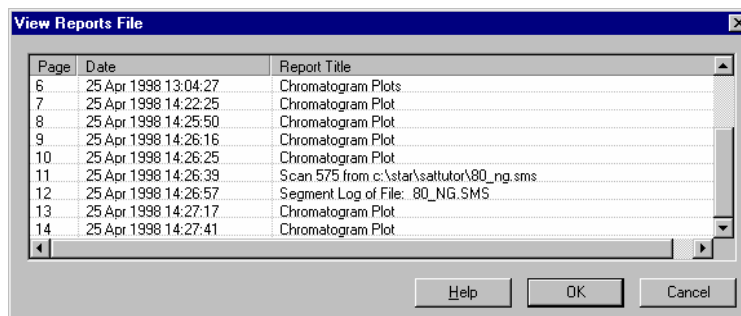 View Reports File
Page Date Report Title
6 25 Apr 1998 13:04:27 Chromatogram Plots
7 25 Apr 1998 14:22:25 Chromatogram Plot
8 25 Apr 1998 14:25:50 Chromatogram Plot
9 25 Apr 1998 14:26:16 Chromatogram Plot
10 25 Apr 1998 14:26:25 Chromatogram Plot
11 25 Apr 1998 14:26:39 Scan 575 from c:\star\sattutor\80_ng.sms
12 25 Apr 1998 14:26:57 Segment Log of File: 80_NG.SMS
13 25 Apr 1998 14:27:17 Chromatogram Plot
14 25 Apr 1998 14:27:41 Chromatogram Plot
Help OK Cancel